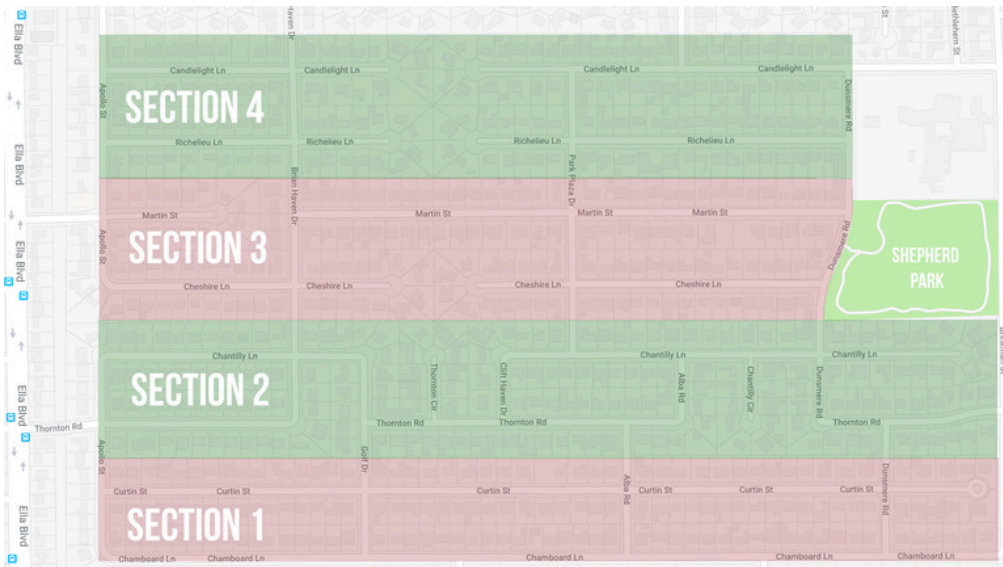 Ella Blvd
Haven Dr
St
Bethlehem St
Candlelight Ln
Candlelight Ln
Candlelight Ln
Candlelight Ln
Apollo St
SECTION 4
Dunsmere Rd
Richelieu Ln
Richelieu Ln
Richelieu Ln
Richelieu Ln
Ella Blvd
Brian Haven Dr
Park Plaza Dr
Martin St
Martin St
Martin St
Martin St
Apollo St
SECTION 3
Dunsmere Rd
SHEPHERD
PARK
Ella Blvd
Cheshire Ln
Cheshire Ln
Cheshire Ln
Cheshire Ln
Chantilly Ln
Chantilly Ln
Chantilly Ln
Thornton Cir
Clift Haven Dr
Alba Rd
Chantilly Cir
Dunsmere Rd
SECTION 2
Ella Blvd
Thornton Rd
Thornton Rd
Thornton Rd
Thornton Rd
Apollo St
Golf Dr
Alba Rd
Dunsmere Rd
Curtin St
Curtin St
Curtin St
Curtin St
Curtin St
Curtin St
SECTION 1
Ella Blvd
Chamboard Ln
Chamboard Ln
Chamboard Ln
Chamboard Ln
Chamboard Ln